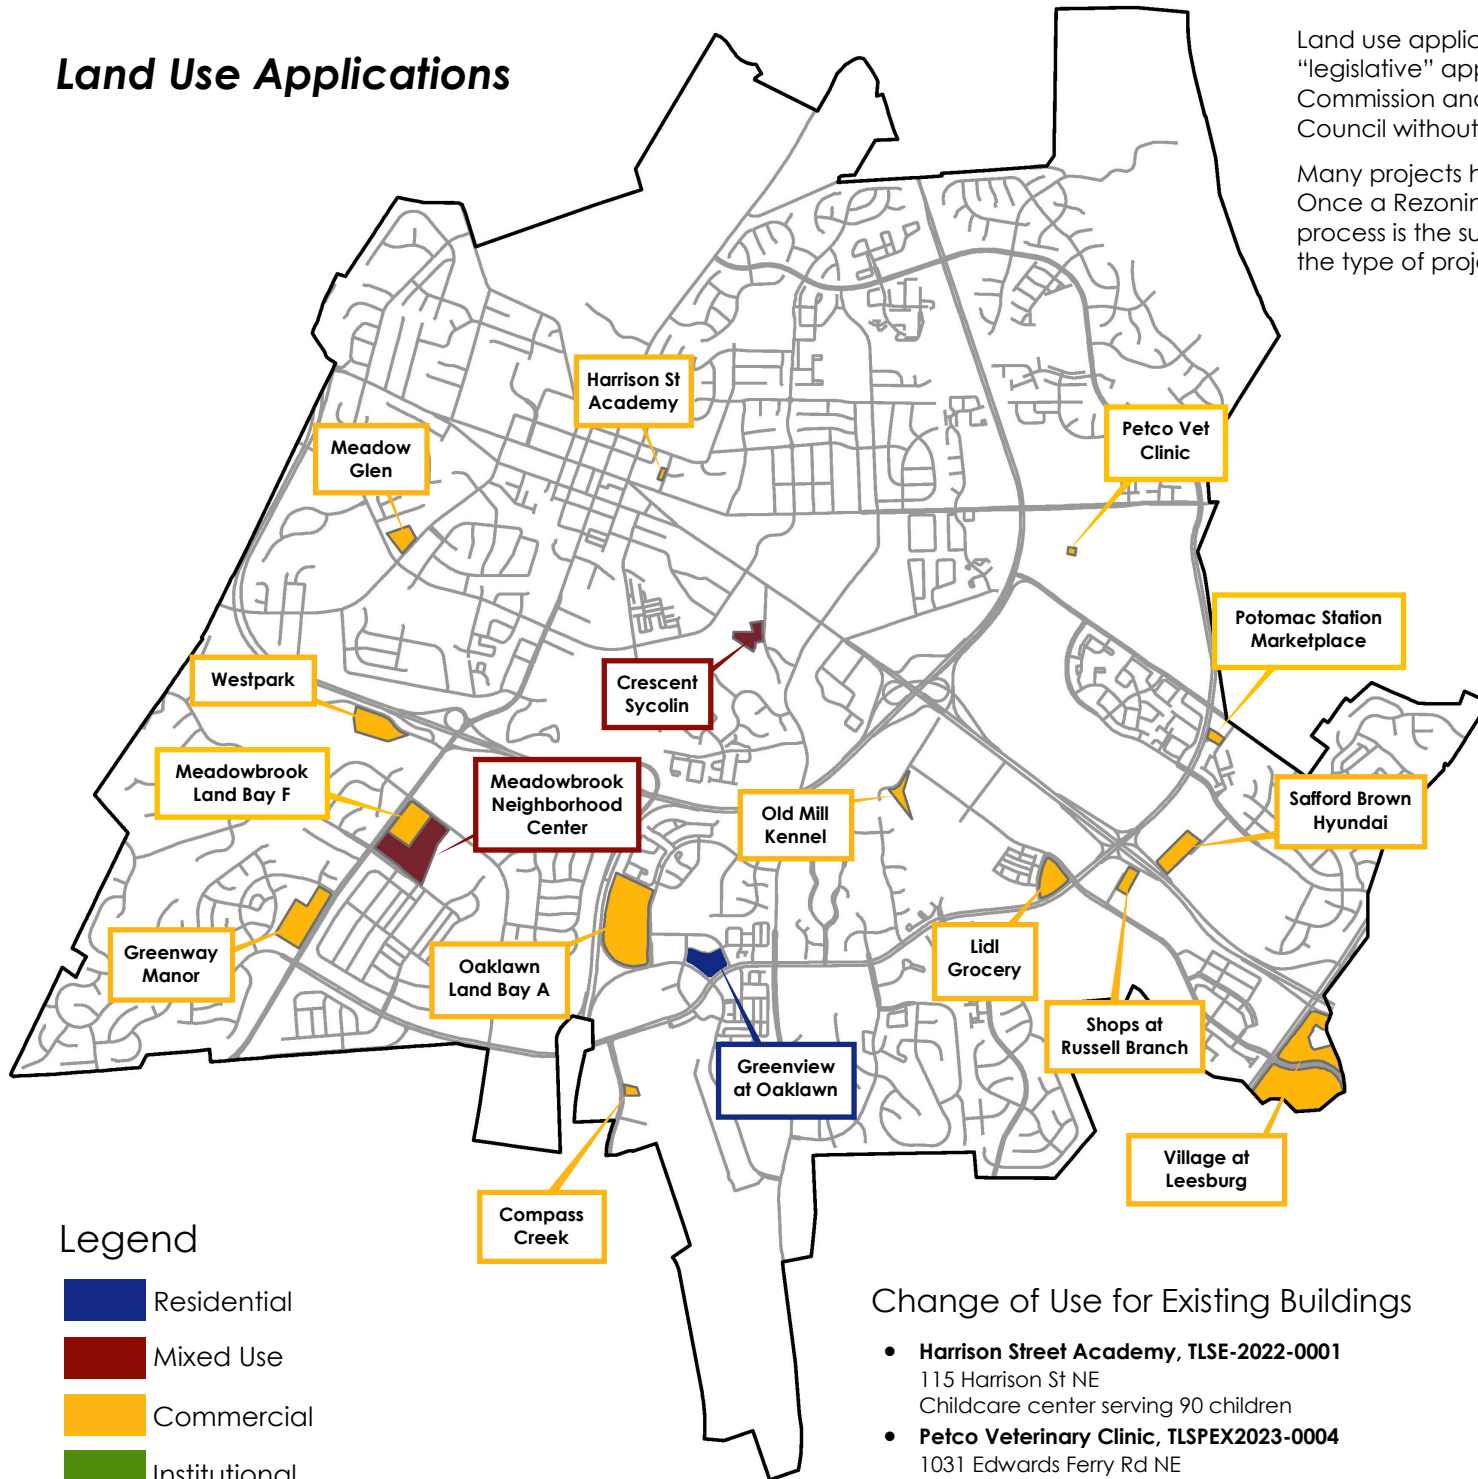 Land Use Applications
Land use applic
"legislative" app
Commission and
Council without
Many projects h
Once a Rezonin
process is the su
the type of proje
Harrison St
Academy
Meadow
Glen
Petco Vet
Clinic
Potomac Station
Marketplace
Westpark
Crescent
Sycolin
Meadowbrook
Land Bay F
Meadowbrook
Neighborhood
Center
Old Mill
Kennel
Safford Brown
Hyundai
Greenway
Manor
Oaklawn
Land Bay A
Lidl
Grocery
Shops at
Russell Branch
Greenview
at Oaklawn
Village at
Leesburg
Compass
Creek
Legend
Residential
Mixed Use
Commercial
Institutional
Change of Use for Existing Buildings
• Harrison Street Academy, TLSE-2022-0001
115 Harrison St NE
Childcare center serving 90 children
• Petco Veterinary Clinic, TLSPEX2023-0004
1031 Edwards Ferry Rd NE